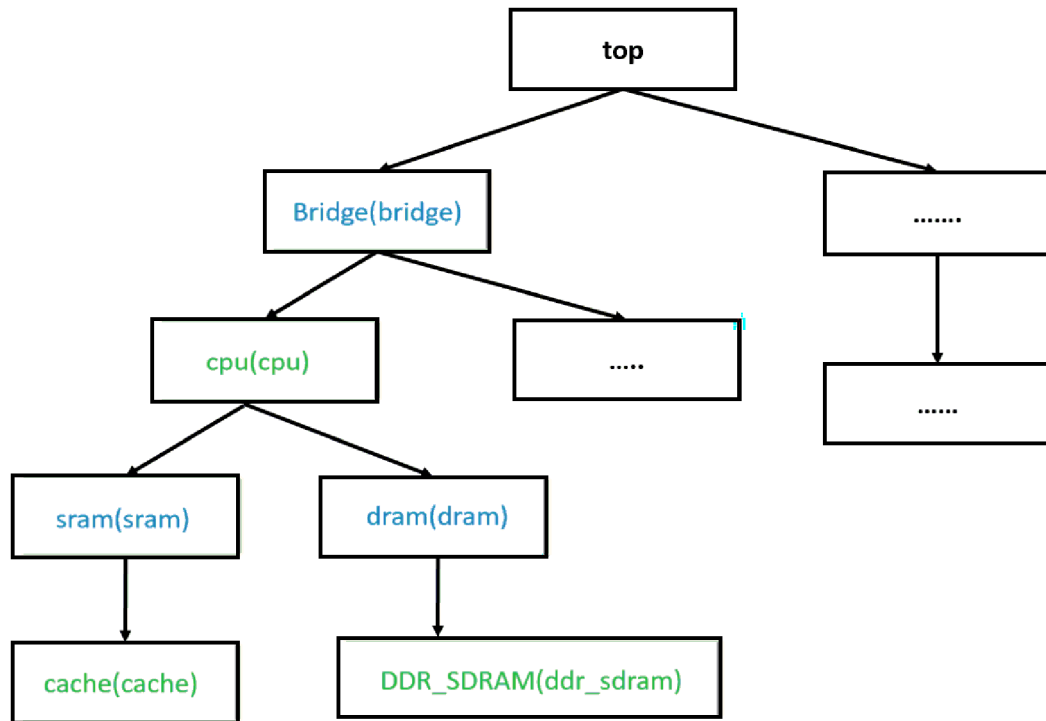 top
Bridge(bridge)
.......
cpu(cpu)
.....
......
sram(sram)
dram(dram)
cache(cache)
DDR_SDRAM(ddr_sdram)